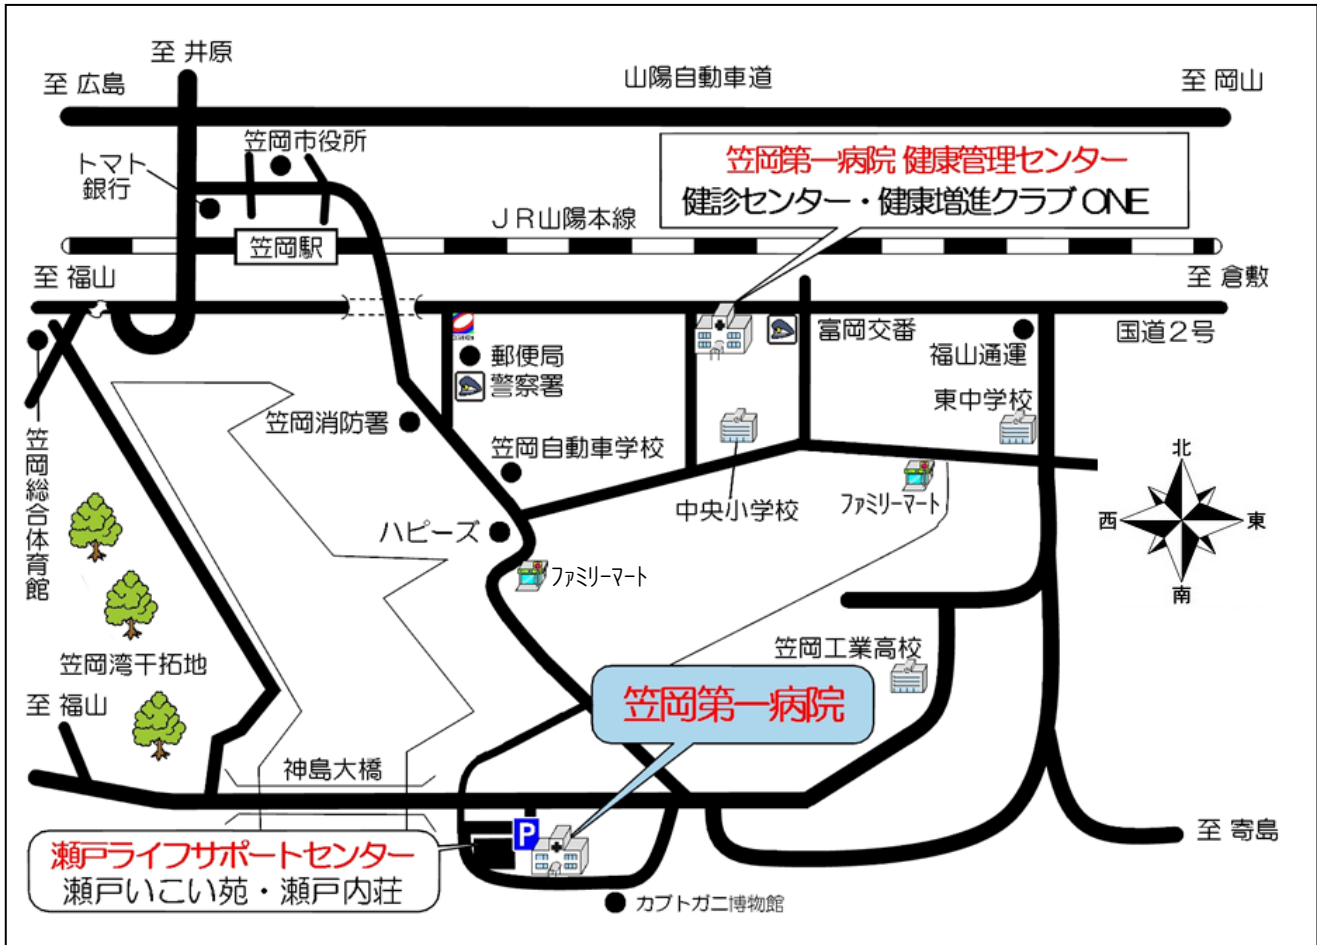 至 井原
至 広島
山陽自動車道
至 岡山
笠岡市役所
トマト
銀行
笠岡第一病院 健康管理センター
健診センター・健康増進クラブ ONE
JR山陽本線
笠岡駅
至 福山
至 倉敷
富岡交番
国道2号
郵便局
福山通運
警察署
東中学校
笠岡消防署
笠岡自動車学校
笠岡総合体育館
北
西
東
南
中央小学校
ファミリーマート
ハピーズ
ファミリーマート
笠岡湾干拓地
笠岡工業高校
至 福山
笠岡第一病院
神島大橋
P
至 寄島
瀬戸ライフサポートセンター
瀬戸いこい苑・瀬戸内荘
カブトガニ博物館